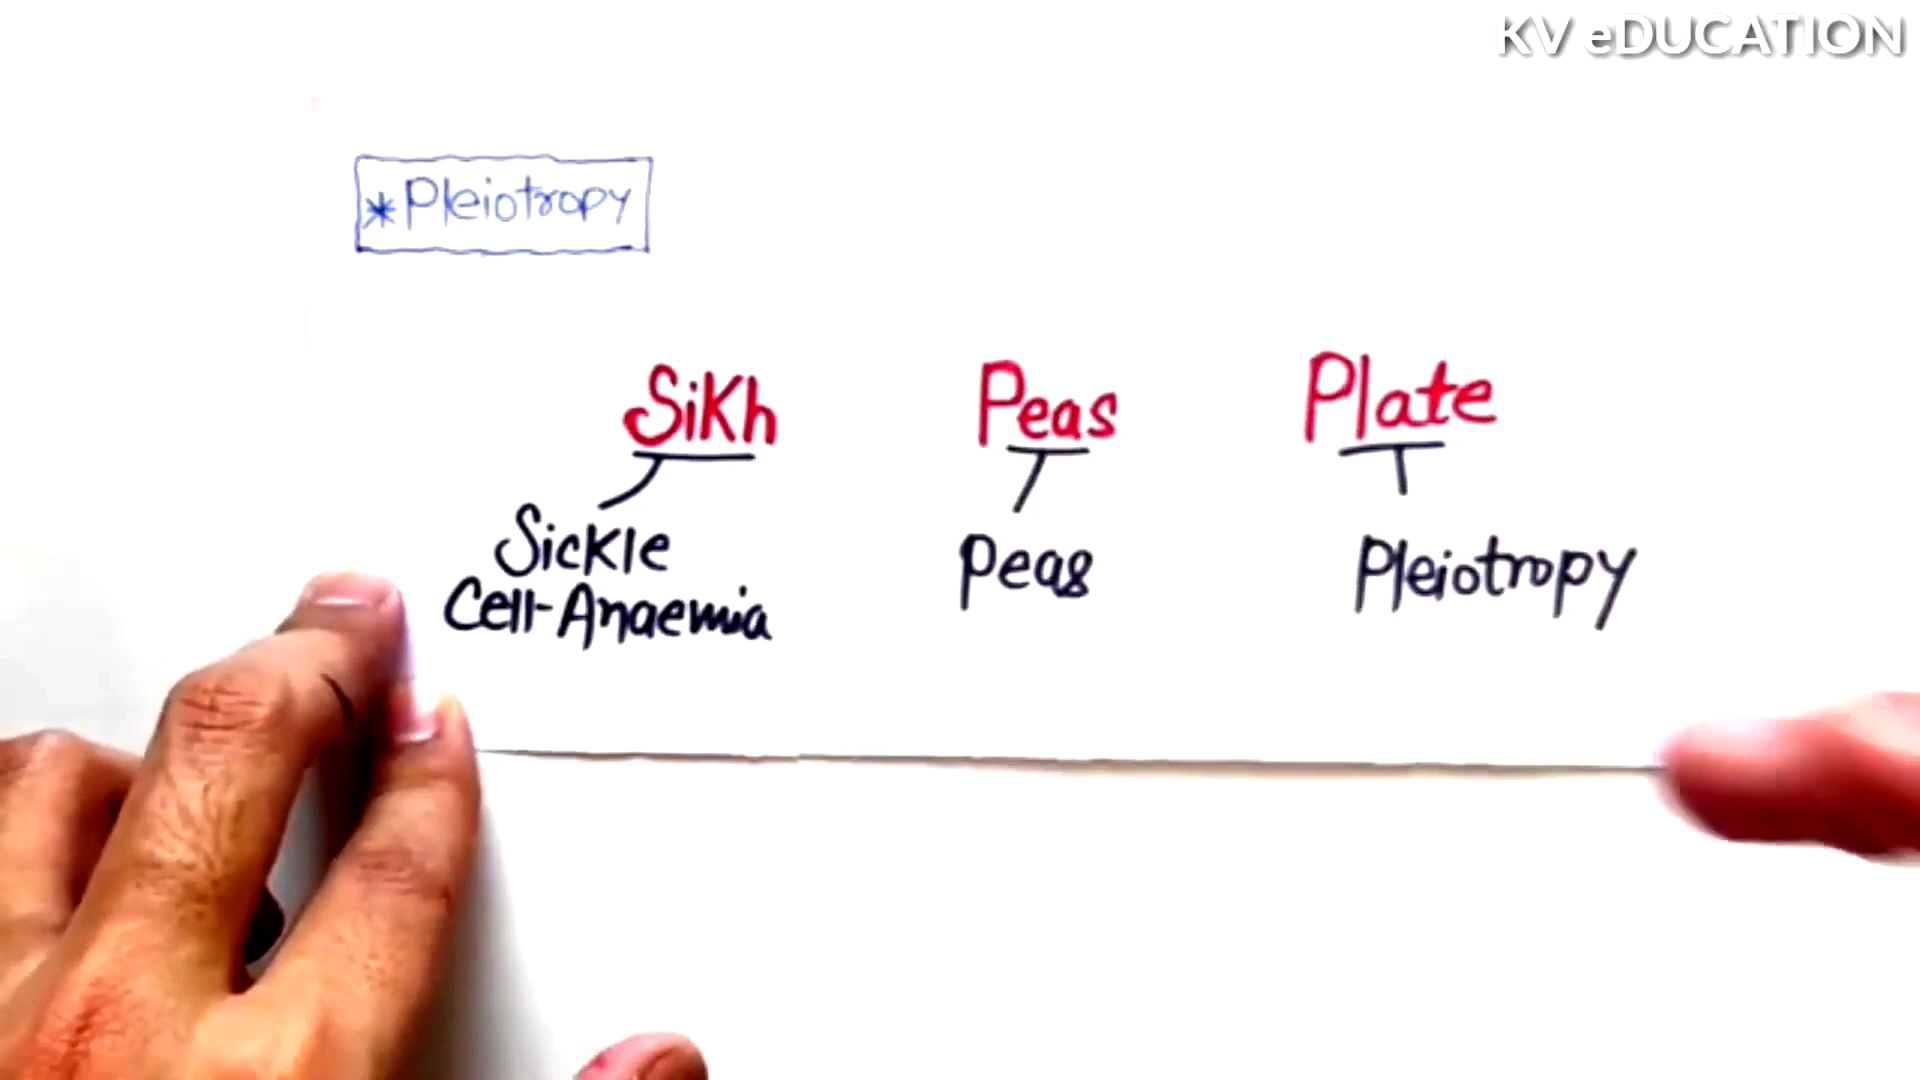 KV eDUCATION
*Pleiotropy
SiKh Peas Plate
Sickle
Cell-Anaemia
Peas
Pleiotropy